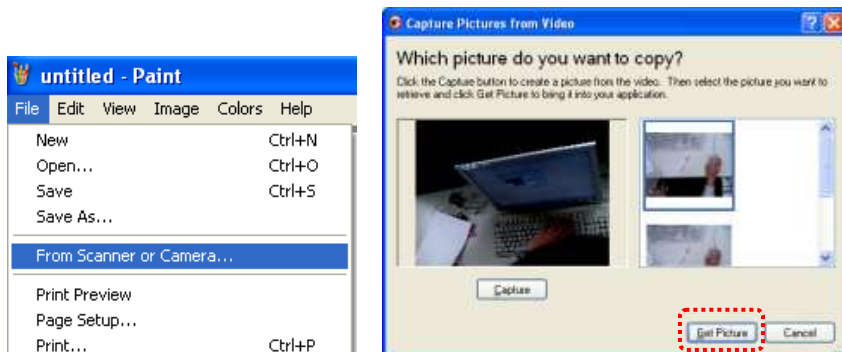 untitled - Paint
File Edit View Image Colors Help
New Ctrl+N
Open... Ctrl+O
Save Ctrl+S
Save As...
From Scanner or Camera...
Print Preview
Page Setup...
Print... Ctrl+P
Capture Pictures from Video
Which picture do you want to copy?
Click the Capture button to create a picture from the video. Then select the picture you want to
retrieve and click Get Picture to bring it into your application.
Capture
Get Picture Cancel